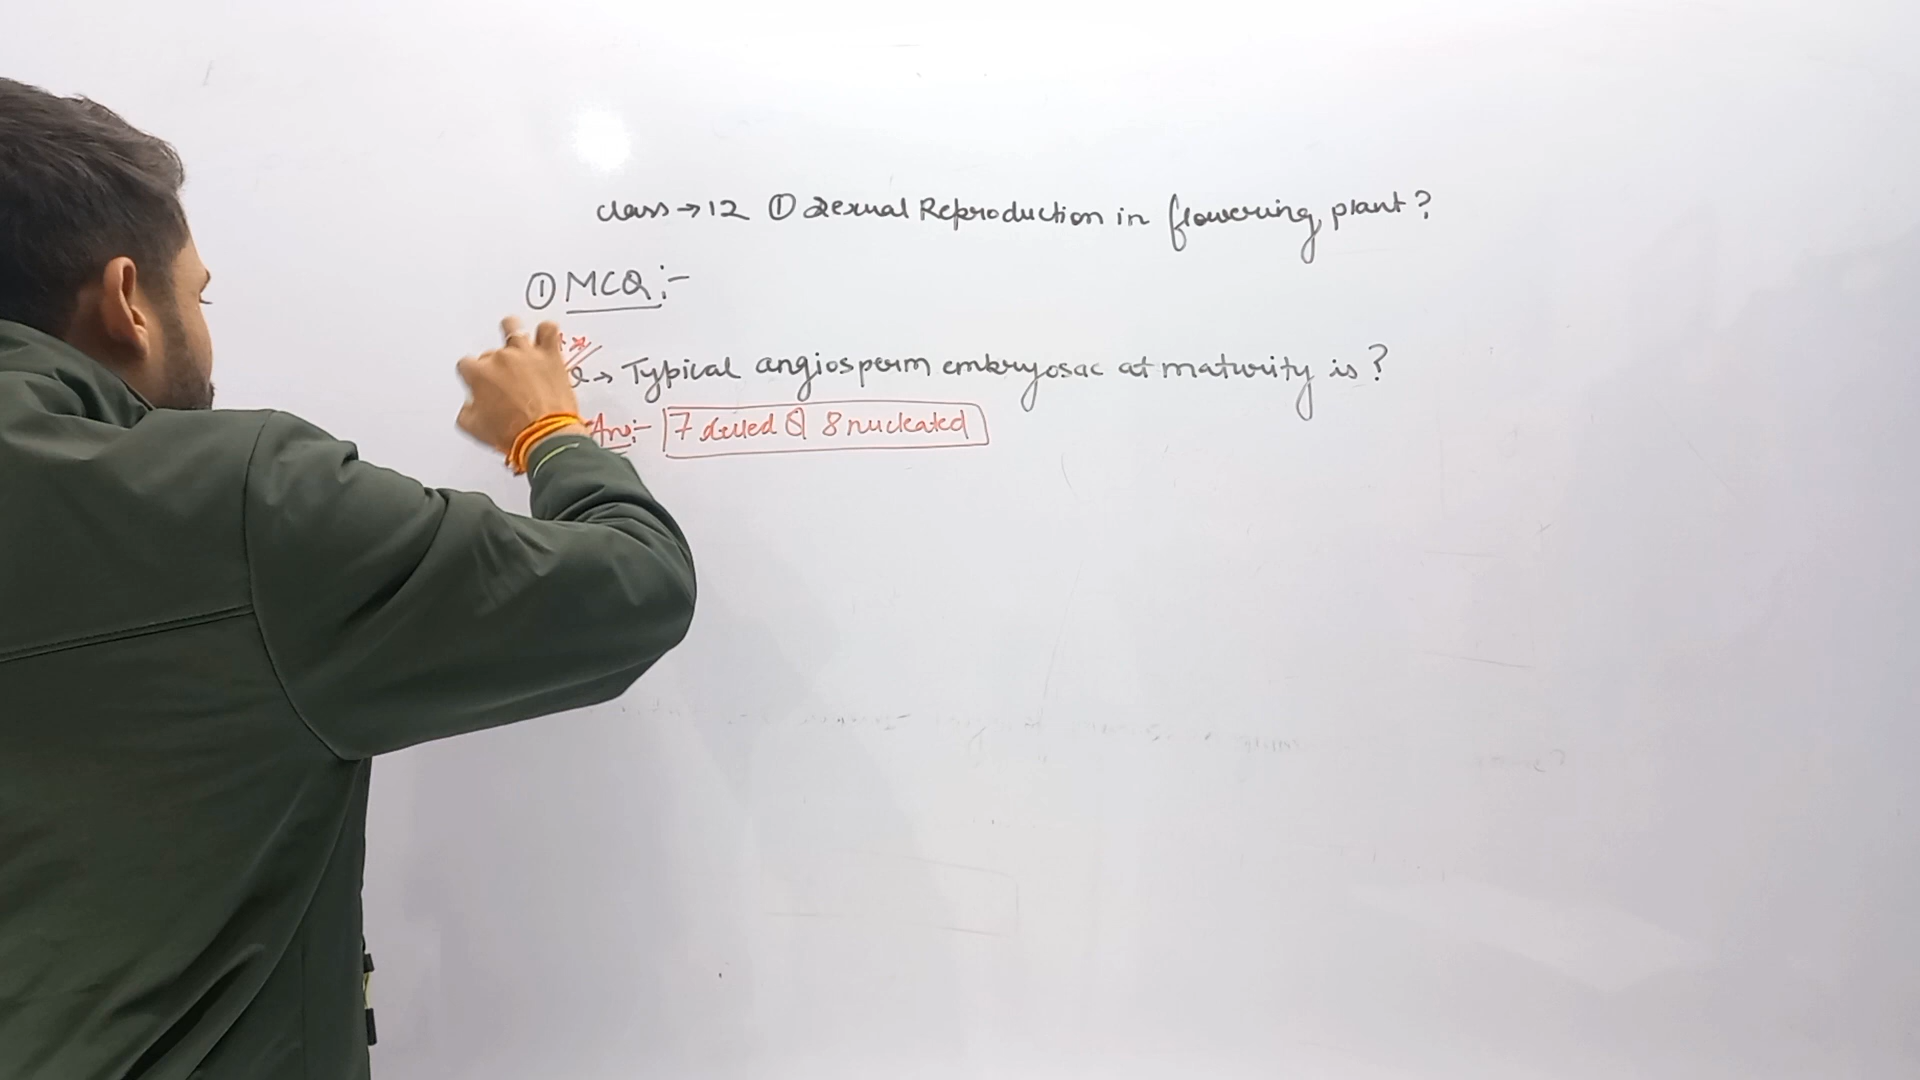 class → 12 ① Sexual Reproduction in flowering plant?
① MCQ :-
Q → Typical angiosperm embryosac at maturity is?
Ans:- 7 celled & 8 nucleated